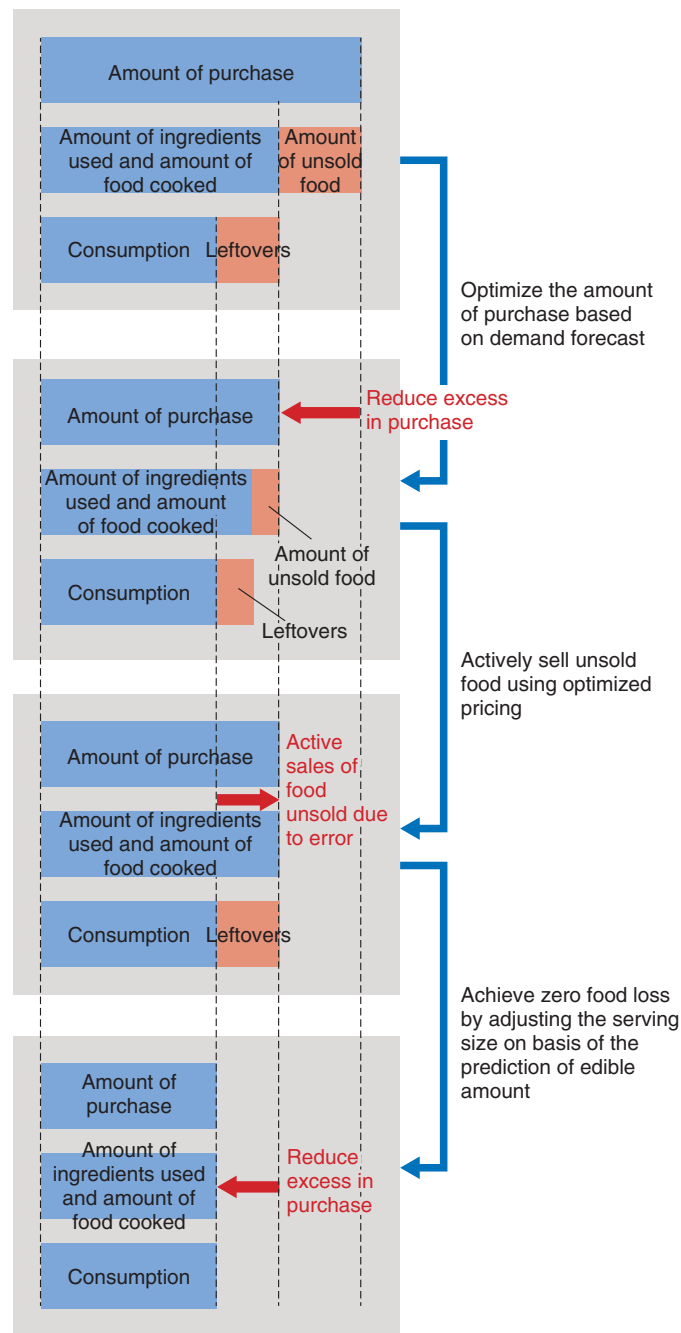 Amount of purchase
Amount of ingredients
used and amount of
food cooked
Amount
of unsold
food
Consumption
Leftovers
Optimize the amount
of purchase based
on demand forecast
Amount of purchase
Reduce excess
in purchase
Amount of ingredients
used and amount
of food cooked
Amount of
unsold food
Consumption
Leftovers
Actively sell unsold
food using optimized
pricing
Amount of purchase
Active
sales of
food
unsold due
to error
Amount of ingredients
used and amount of
food cooked
Consumption
Leftovers
Achieve zero food loss
by adjusting the serving
size on basis of the
prediction of edible
amount
Amount of
purchase
Amount of
ingredients used
and amount of
food cooked
Reduce
excess in
purchase
Consumption